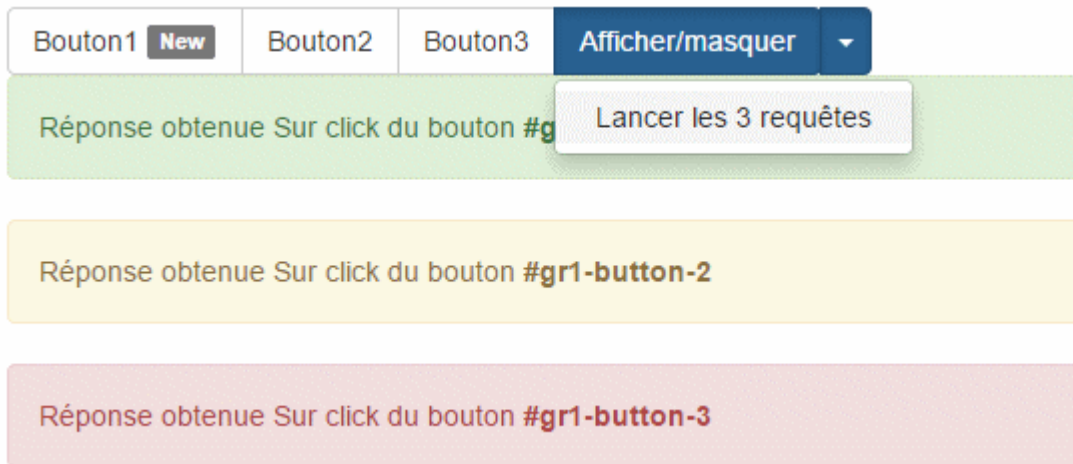 Bouton1 New Bouton2 Bouton3 Afficher/masquer
Lancer les 3 requêtes
Réponse obtenue Sur click du bouton #g
Réponse obtenue Sur click du bouton #gr1-button-2
Réponse obtenue Sur click du bouton #gr1-button-3